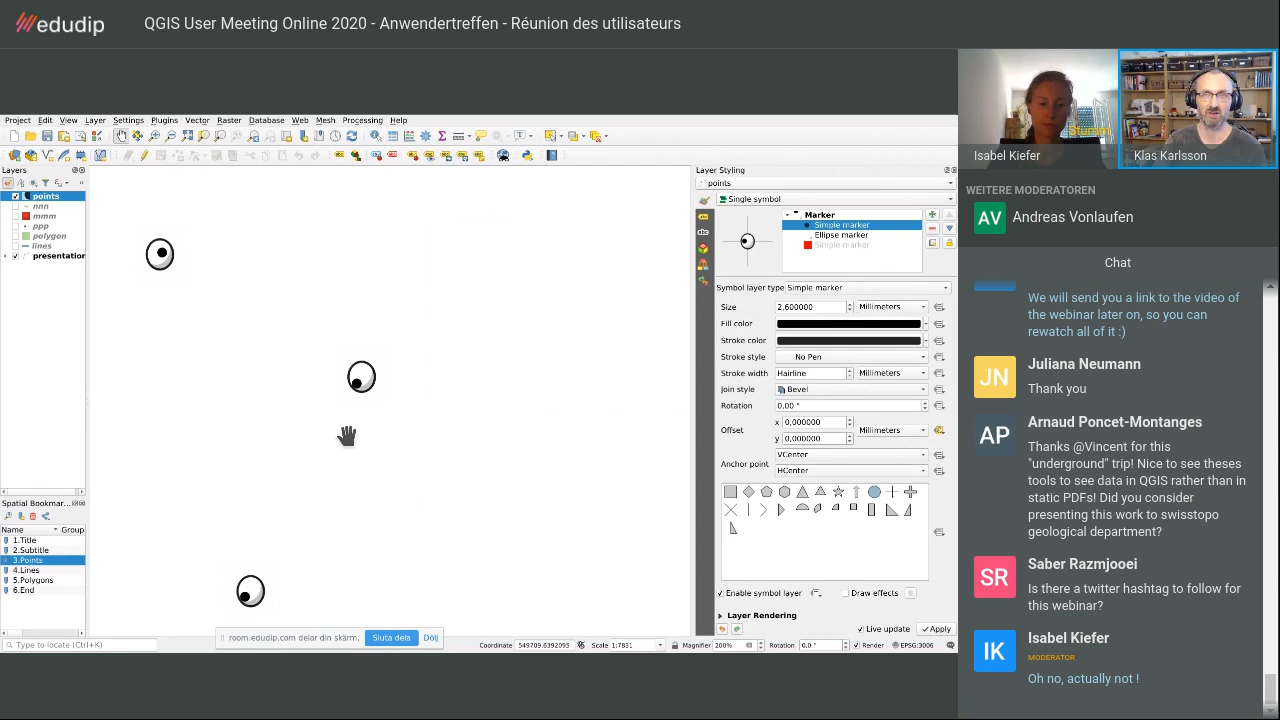 edudip
QGIS User Meeting Online 2020 - Anwendertreffen - Réunion des utilisateurs
Project Edit View Layer Settings Plugins Vector Raster Database Web Mesh Processing Help
Layers
points
nnn
mmm
ppp
polygon
lines
presentation
Spatial Bookmar...
Name Group
1.Title
2.Subtitle
3.Points
4.Lines
5.Polygons
6.End
Type to locate (Ctrl+K)
room.edudip.com delar din skärm.
Sluta dela
Dölj
Coordinate 549709.6392095
Scale 1:7831
Magnifier 200%
Rotation 0,0 °
Render
EPSG:3006
Layer Styling
points
Single symbol
Marker
Simple marker
Ellipse marker
Simple marker
Symbol layer type Simple marker
Size 2.600000 Millimeters
Fill color
Stroke color
Stroke style No Pen
Stroke width Hairline Millimeters
Join style Bevel
Rotation 0,00 °
Offset
x 0,000000
Millimeters
y 0,000000
Anchor point
VCenter
HCenter
Enable symbol layer
Draw effects
Layer Rendering
Live update
Apply
Stumm
Isabel Kiefer
Klas Karlsson
WEITERE MODERATOREN
AV
Andreas Vonlaufen
Chat
We will send you a link to the video of
the webinar later on, so you can
rewatch all of it :)
JN
Juliana Neumann
Thank you
AP
Arnaud Poncet-Montanges
Thanks @Vincent for this
"underground" trip! Nice to see theses
tools to see data in QGIS rather than in
static PDFs! Did you consider
presenting this work to swisstopo
geological department?
SR
Saber Razmjooei
Is there a twitter hashtag to follow for
this webinar?
IK
Isabel Kiefer
MODERATOR
Oh no, actually not !